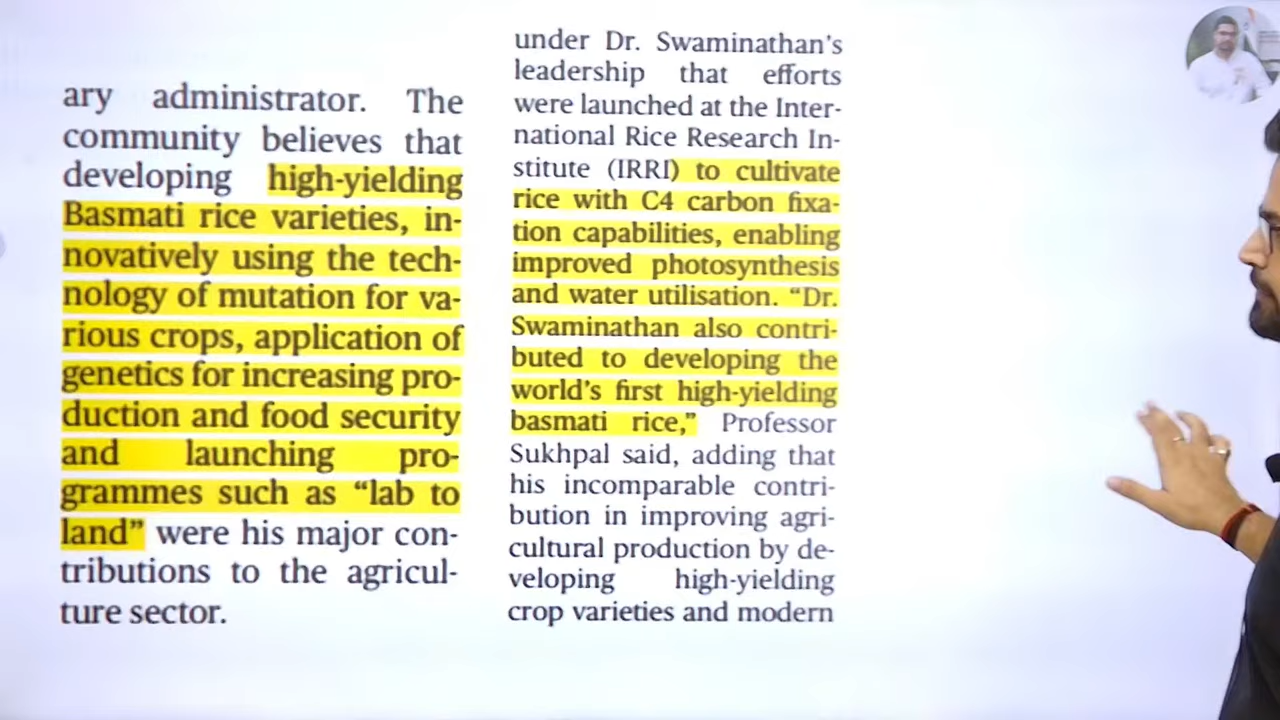 ary administrator. The
community believes that
developing high-yielding
Basmati rice varieties, in-
novatively using the tech-
nology of mutation for va-
rious crops, application of
genetics for increasing pro-
duction and food security
and launching pro-
grammes such as “lab to
land” were his major con-
tributions to the agricul-
ture sector.
under Dr. Swaminathan’s
leadership that efforts
were launched at the Inter-
national Rice Research In-
stitute (IRRI) to cultivate
rice with C4 carbon fixa-
tion capabilities, enabling
improved photosynthesis
and water utilisation. “Dr.
Swaminathan also contri-
buted to developing the
world’s first high-yielding
basmati rice,” Professor
Sukhpal said, adding that
his incomparable contri-
bution in improving agri-
cultural production by de-
veloping high-yielding
crop varieties and modern